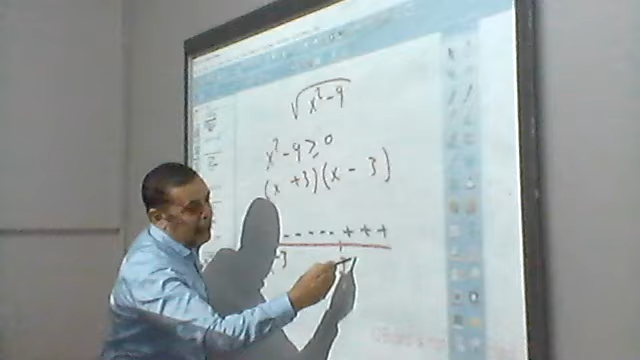 √x²-9
x²-9≥0
(x+3)(x-3)
-----+++
-3